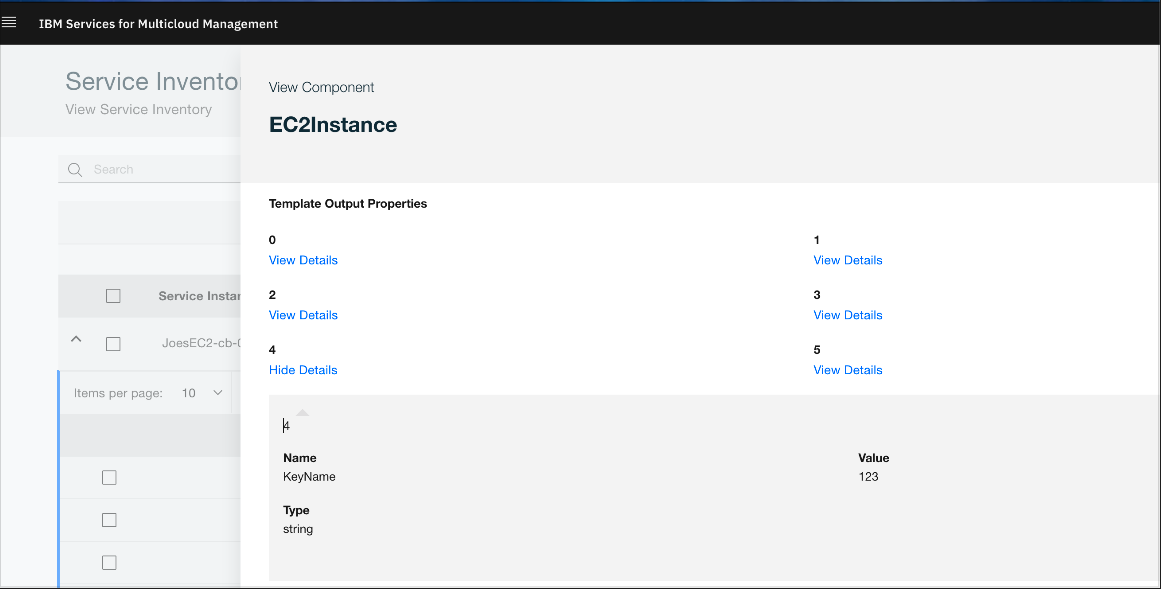 IBM Services for Multicloud Management
Service Inventor
View Service Inventory
Search
Service Instan
JoesEC2-cb-0
Items per page: 10
View Component
EC2Instance
Template Output Properties
0 1
View Details View Details
2 3
View Details View Details
4 5
Hide Details View Details
4
Name Value
KeyName 123
Type
string